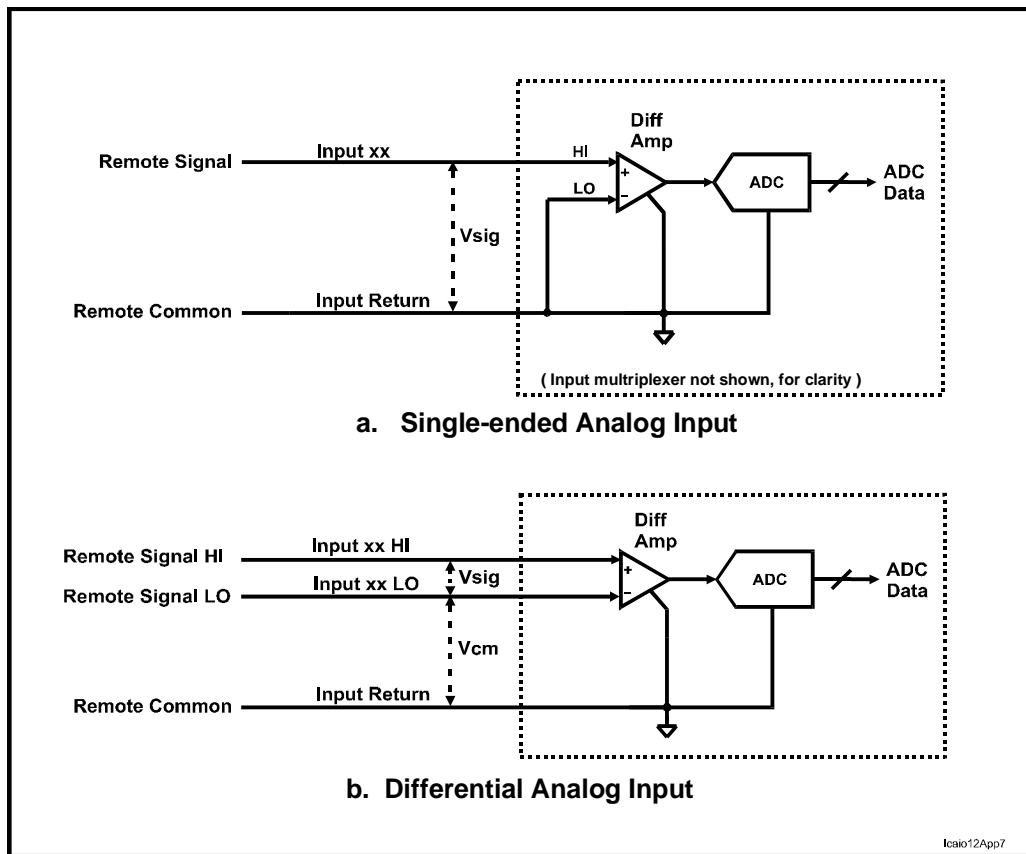 Diff
Amp
Remote Signal
Input xx
HI
+
ADC
ADC
Data
LO
−
Vsig
Remote Common
Input Return
( Input multiplexer not shown, for clarity )
a. Single-ended Analog Input
Diff
Amp
Remote Signal HI
Input xx HI
+
ADC
ADC
Data
Vsig
Remote Signal LO
Input xx LO
−
Vcm
Remote Common
Input Return
b. Differential Analog Input
Icaio12App7